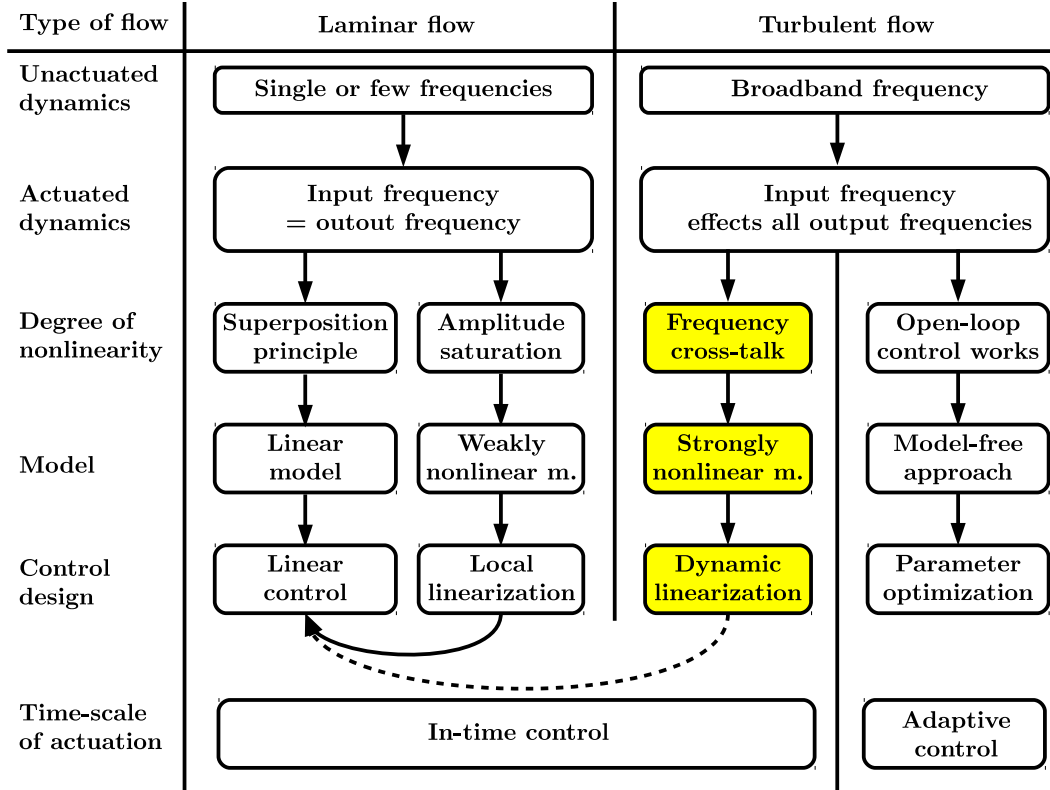 Type of flow
Laminar flow
Turbulent flow
Unactuated
dynamics
Single or few frequencies
Broadband frequency
Actuated
dynamics
Input frequency
= outout frequency
Input frequency
effects all output frequencies
Degree of
nonlinearity
Superposition
principle
Amplitude
saturation
Frequency
cross-talk
Open-loop
control works
Model
Linear
model
Weakly
nonlinear m.
Strongly
nonlinear m.
Model-free
approach
Control
design
Linear
control
Local
linearization
Dynamic
linearization
Parameter
optimization
Time-scale
of actuation
In-time control
Adaptive
control